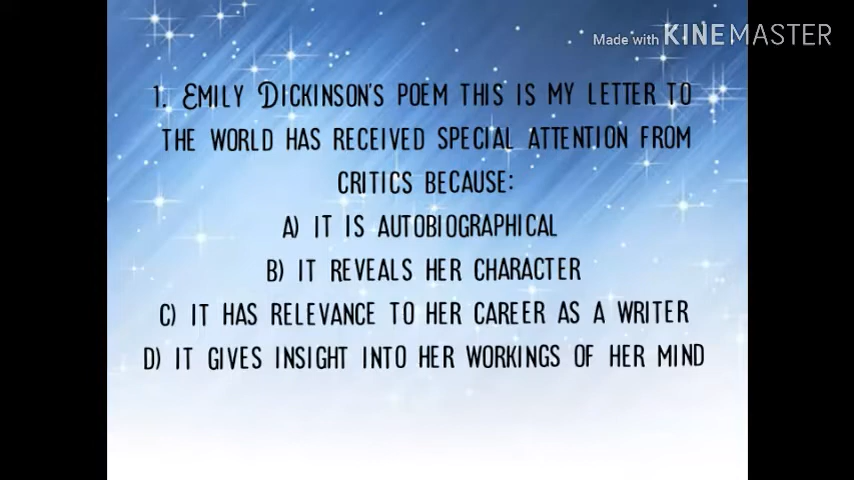 Made with KINEMASTER
1. EMILY DICKINSON'S POEM THIS IS MY LETTER TO
THE WORLD HAS RECEIVED SPECIAL ATTENTION FROM
CRITICS BECAUSE:
A) IT IS AUTOBIOGRAPHICAL
B) IT REVEALS HER CHARACTER
C) IT HAS RELEVANCE TO HER CAREER AS A WRITER
D) IT GIVES INSIGHT INTO HER WORKINGS OF HER MIND